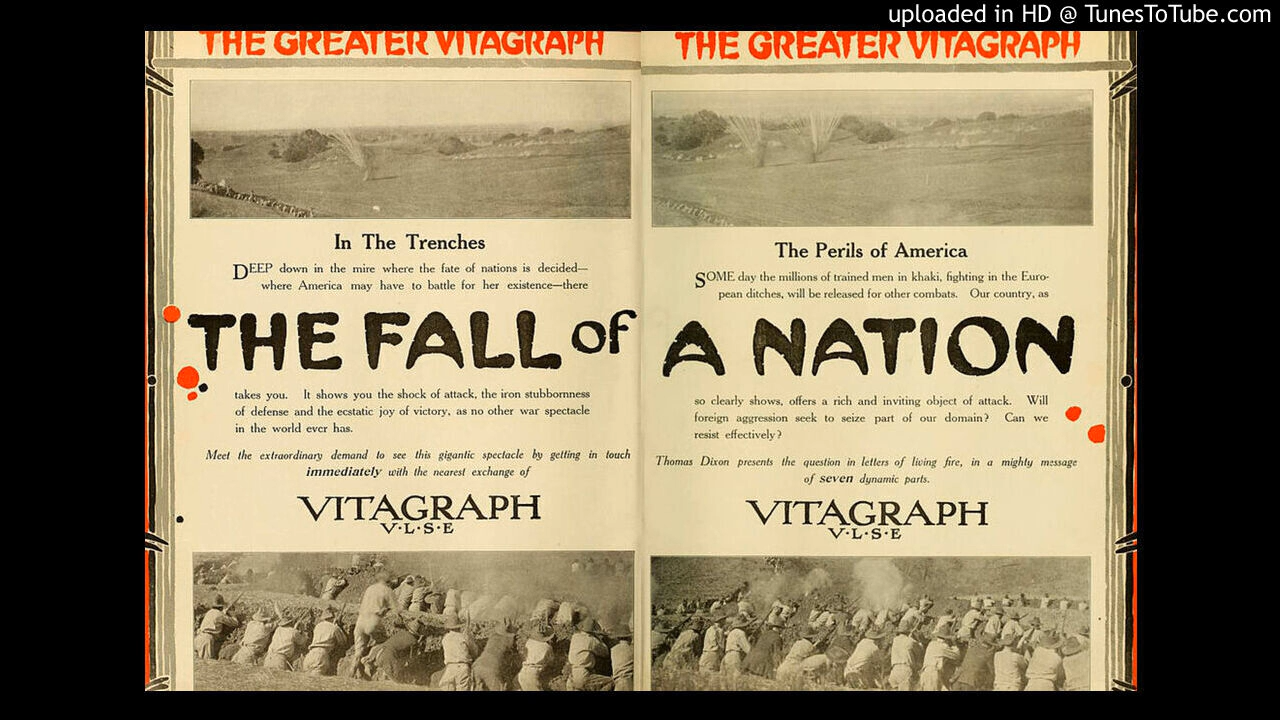 uploaded in HD @ TunesToTube.com
THE GREATER VITAGRAPH
In The Trenches
DEEP down in the mire where the fate of nations is decided—
where America may have to battle for her existence—there
THE FALL of
takes you. It shows you the shock of attack, the iron stubbornness
of defense and the ecstatic joy of victory, as no other war spectacle
in the world ever has.
Meet the extraordinary demand to see this gigantic spectacle by getting in touch
immediately with the nearest exchange of
VITAGRAPH
V·L·S·E
THE GREATER VITAGRAPH
The Perils of America
SOME day the millions of trained men in khaki, fighting in the Euro-
pean ditches, will be released for other combats. Our country, as
A NATION
so clearly shows, offers a rich and inviting object of attack. Will
foreign aggression seek to seize part of our domain? Can we
resist effectively?
Thomas Dixon presents the question in letters of living fire, in a mighty message
of seven dynamic parts.
VITAGRAPH
V·L·S·E